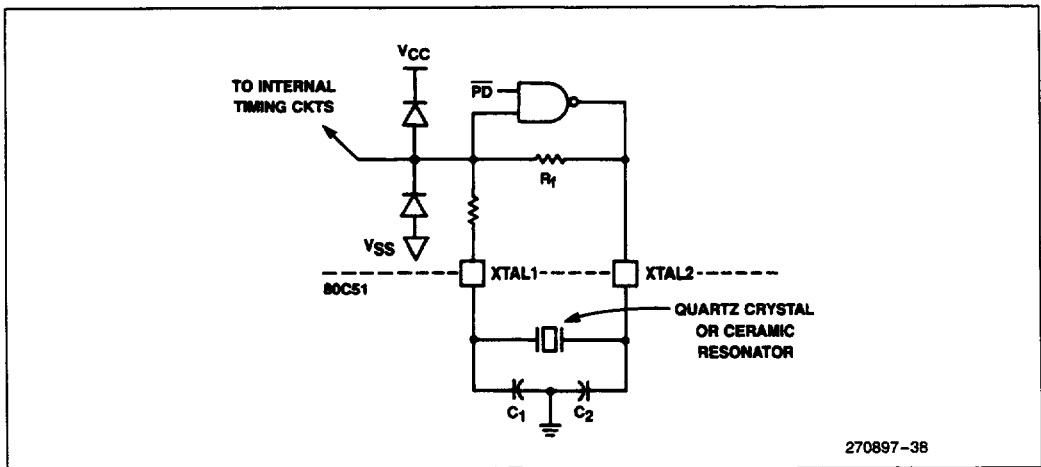 VCC
TO INTERNAL
TIMING CKTS
PD
Rf
VSS
XTAL1
XTAL2
80C51
QUARTZ CRYSTAL
OR CERAMIC
RESONATOR
C1
C2
270897-38